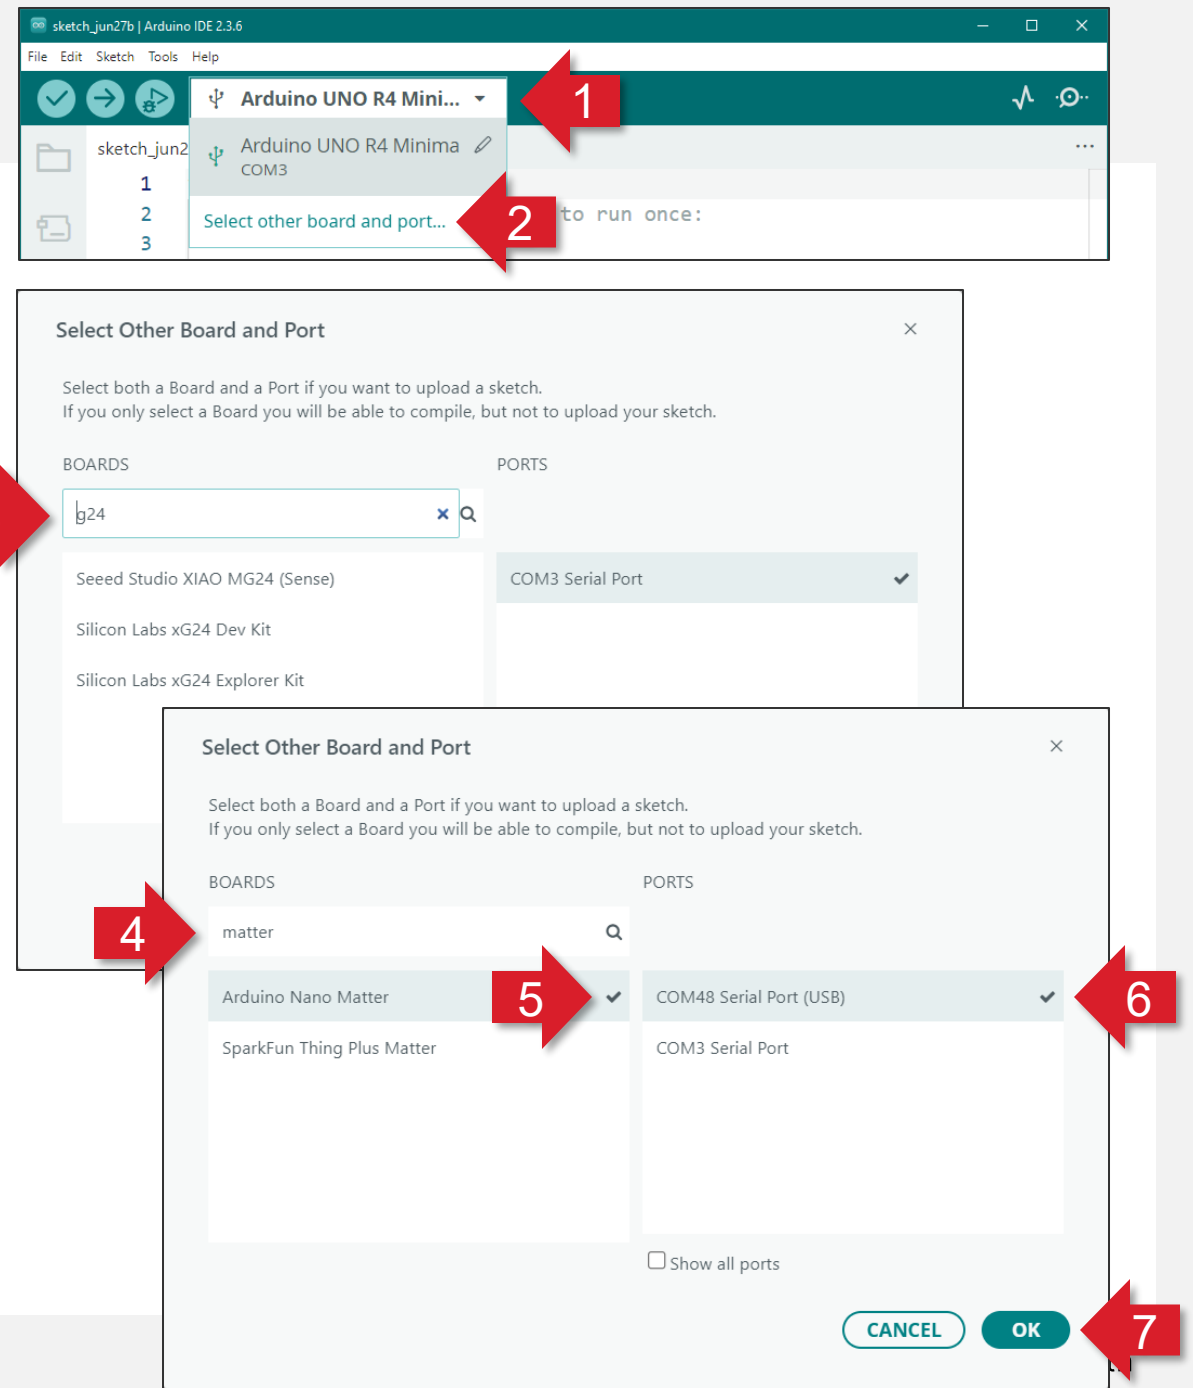 sketch_jun27b | Arduino IDE 2.3.6
File Edit Sketch Tools Help
Arduino UNO R4 Mini...
1
sketch_jun2
Arduino UNO R4 Minima
COM3
1
2
3
Select other board and port...
2
to run once:
Select Other Board and Port
Select both a Board and a Port if you want to upload a sketch.
If you only select a Board you will be able to compile, but not to upload your sketch.
BOARDS
PORTS
g24
Seeed Studio XIAO MG24 (Sense)
COM3 Serial Port
Silicon Labs xG24 Dev Kit
Silicon Labs xG24 Explorer Kit
Select Other Board and Port
Select both a Board and a Port if you want to upload a sketch.
If you only select a Board you will be able to compile, but not to upload your sketch.
BOARDS
PORTS
4
matter
Arduino Nano Matter
5
COM48 Serial Port (USB)
6
SparkFun Thing Plus Matter
COM3 Serial Port
Show all ports
CANCEL
OK
7